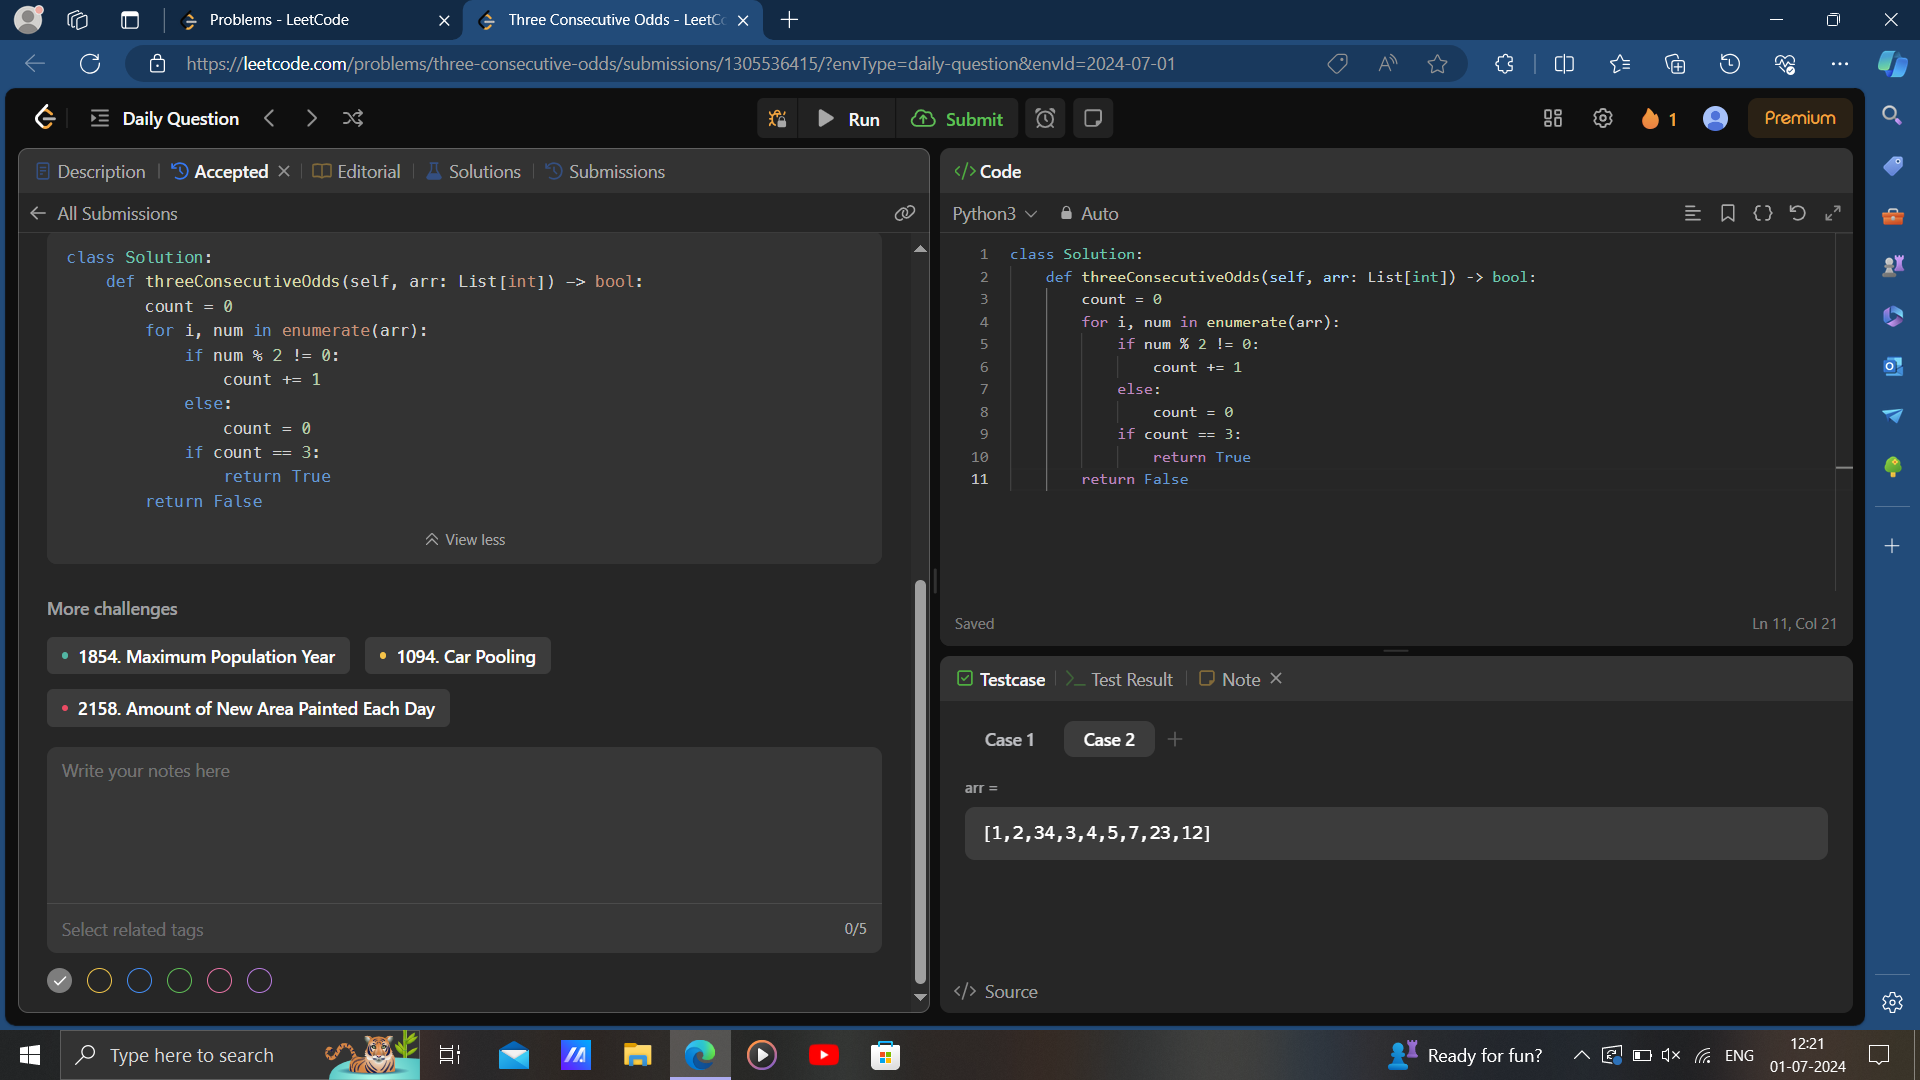 Problems - LeetCode
Three Consecutive Odds - LeetC
https://leetcode.com/problems/three-consecutive-odds/submissions/1305536415/?envType=daily-question&envId=2024-07-01
Daily Question
Run
Submit
1
Premium
Description
Accepted
Editorial
Solutions
Submissions
All Submissions
class Solution:
    def threeConsecutiveOdds(self, arr: List[int]) -> bool:
        count = 0
        for i, num in enumerate(arr):
            if num % 2 != 0:
                count += 1
            else:
                count = 0
            if count == 3:
                return True
        return False
View less
More challenges
1854. Maximum Population Year
1094. Car Pooling
2158. Amount of New Area Painted Each Day
Write your notes here
Select related tags
0/5
</> Code
Python3
Auto
1 class Solution:
2     def threeConsecutiveOdds(self, arr: List[int]) -> bool:
3         count = 0
4         for i, num in enumerate(arr):
5             if num % 2 != 0:
6                 count += 1
7             else:
8                 count = 0
9             if count == 3:
10                 return True
11         return False
Saved
Ln 11, Col 21
Testcase
Test Result
Note
Case 1
Case 2
arr =
[1,2,34,3,4,5,7,23,12]
</> Source
Type here to search
Ready for fun?
ENG
12:21
01-07-2024